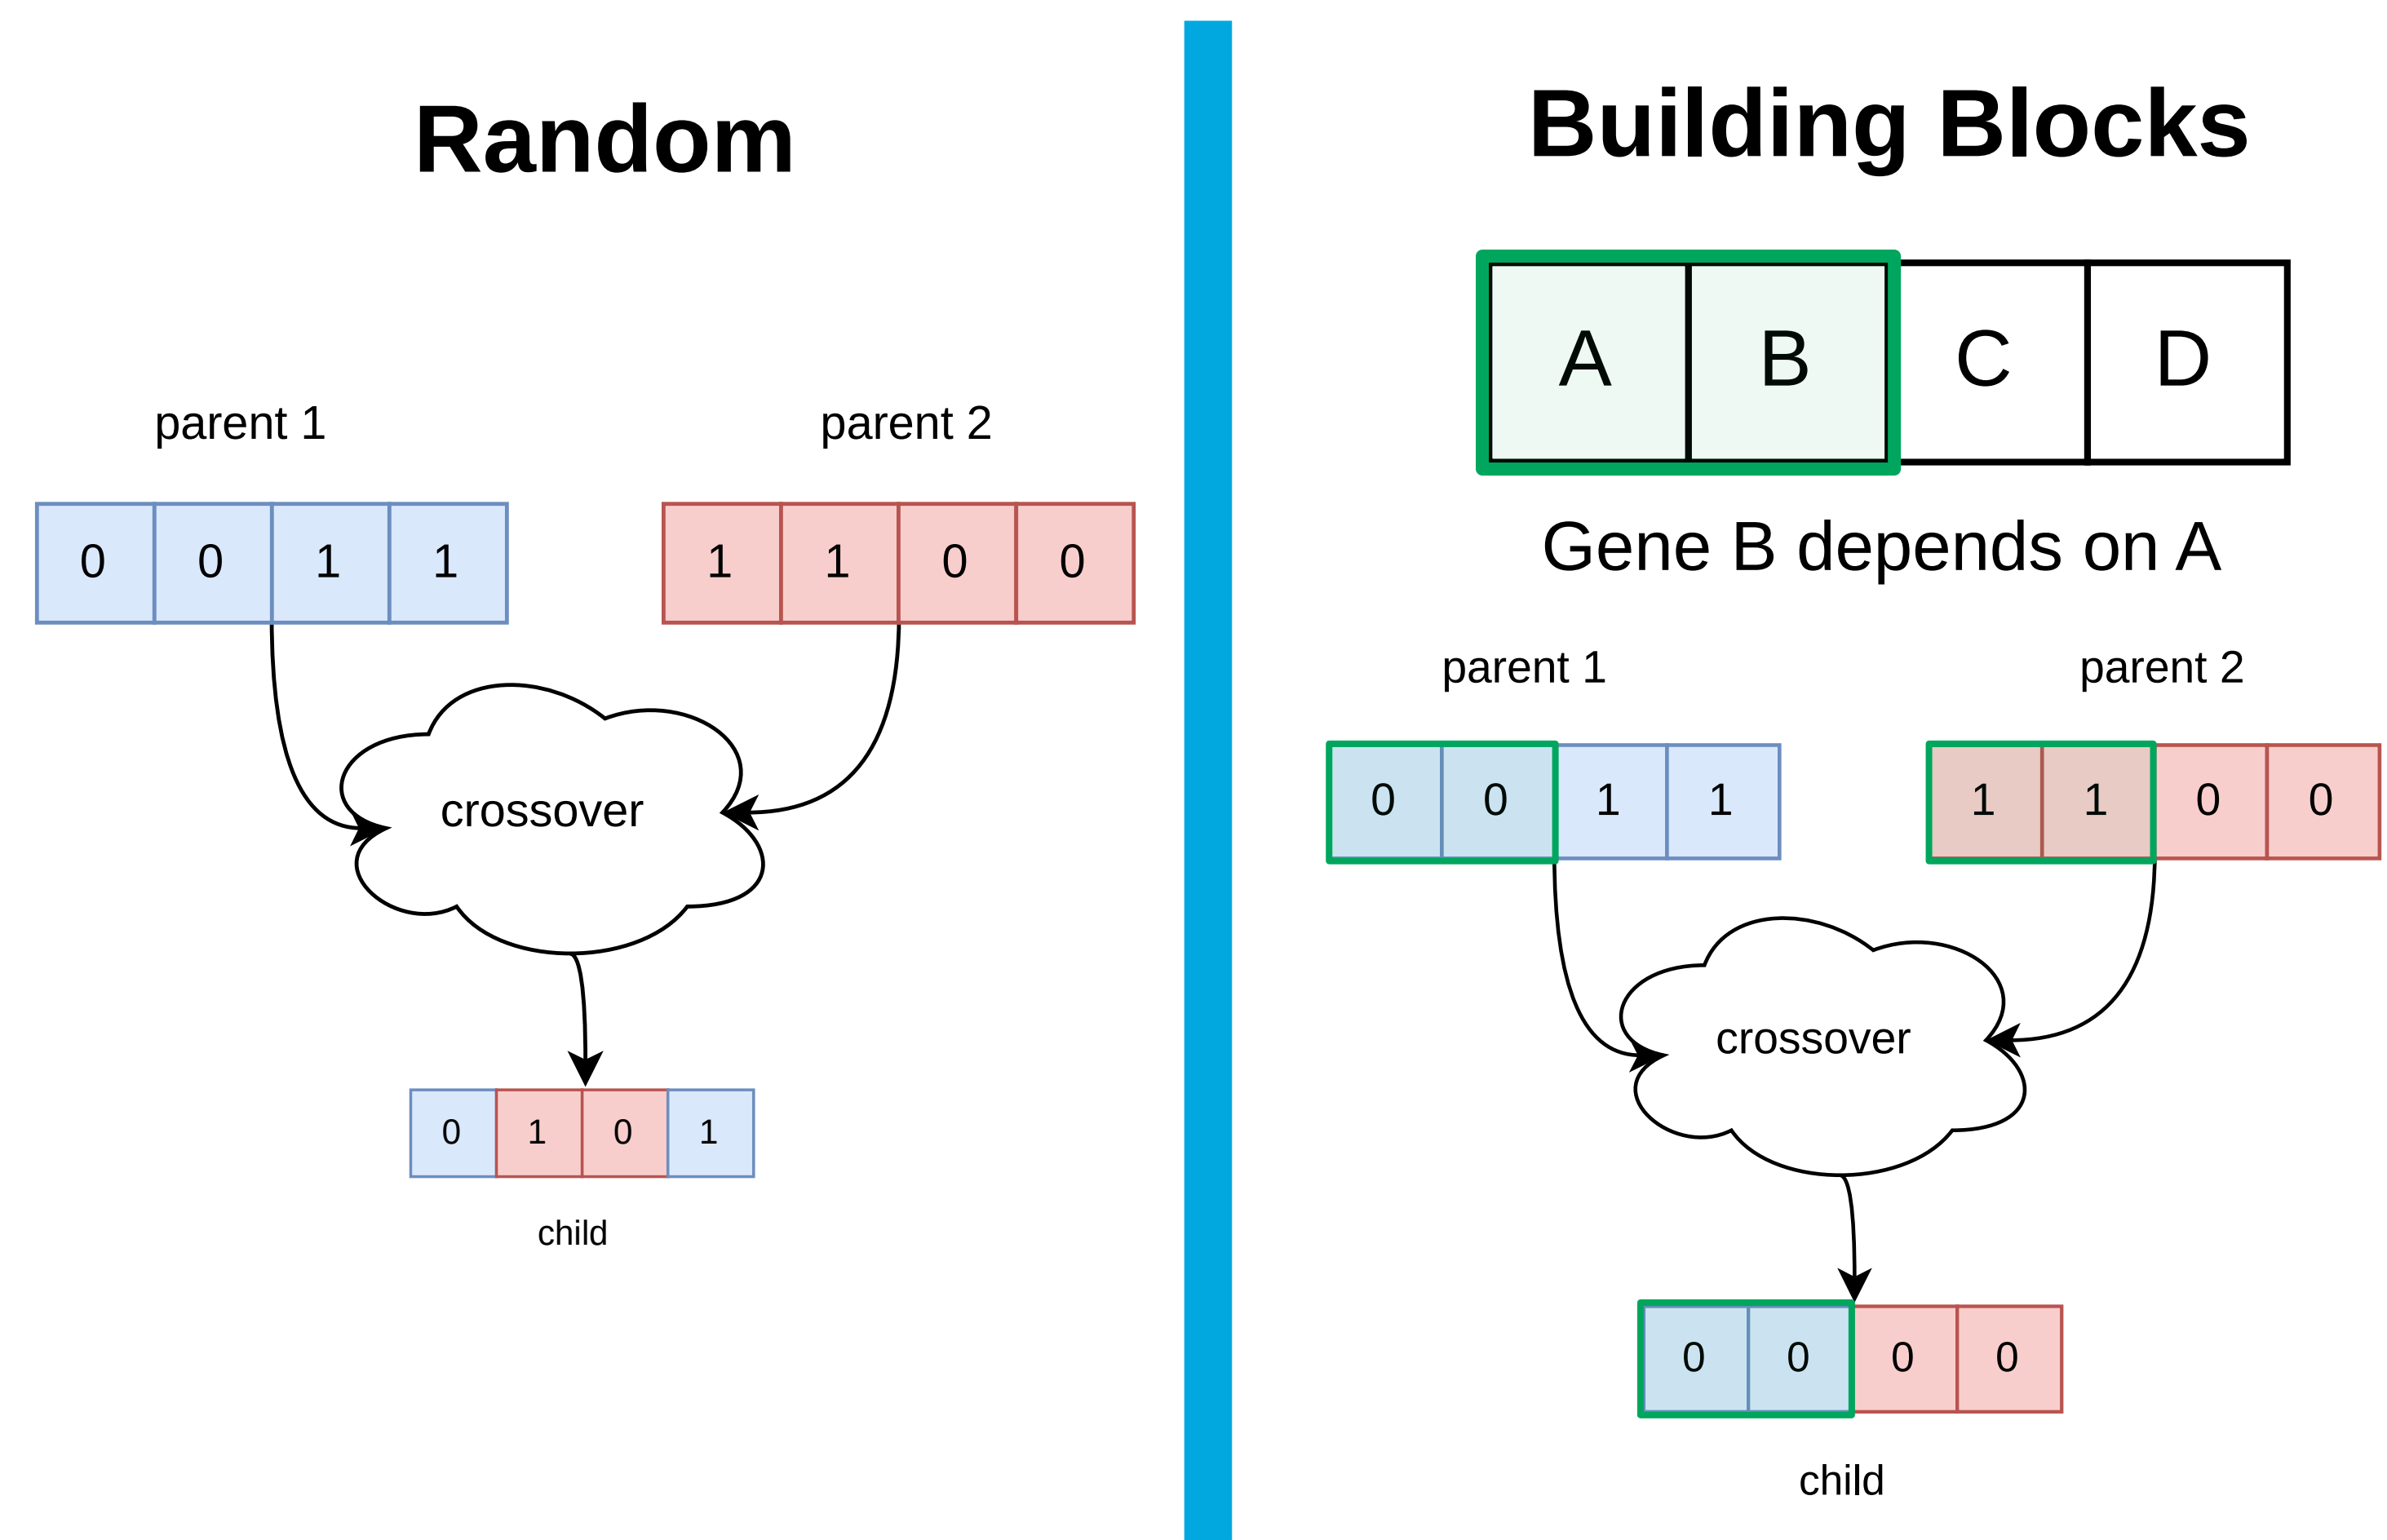 Random
parent 1
parent 2
0 0 1 1
1 1 0 0
crossover
0 1 0 1
child
Building Blocks
A B C D
Gene B depends on A
parent 1
parent 2
0 0 1 1
1 1 0 0
crossover
0 0 0 0
child